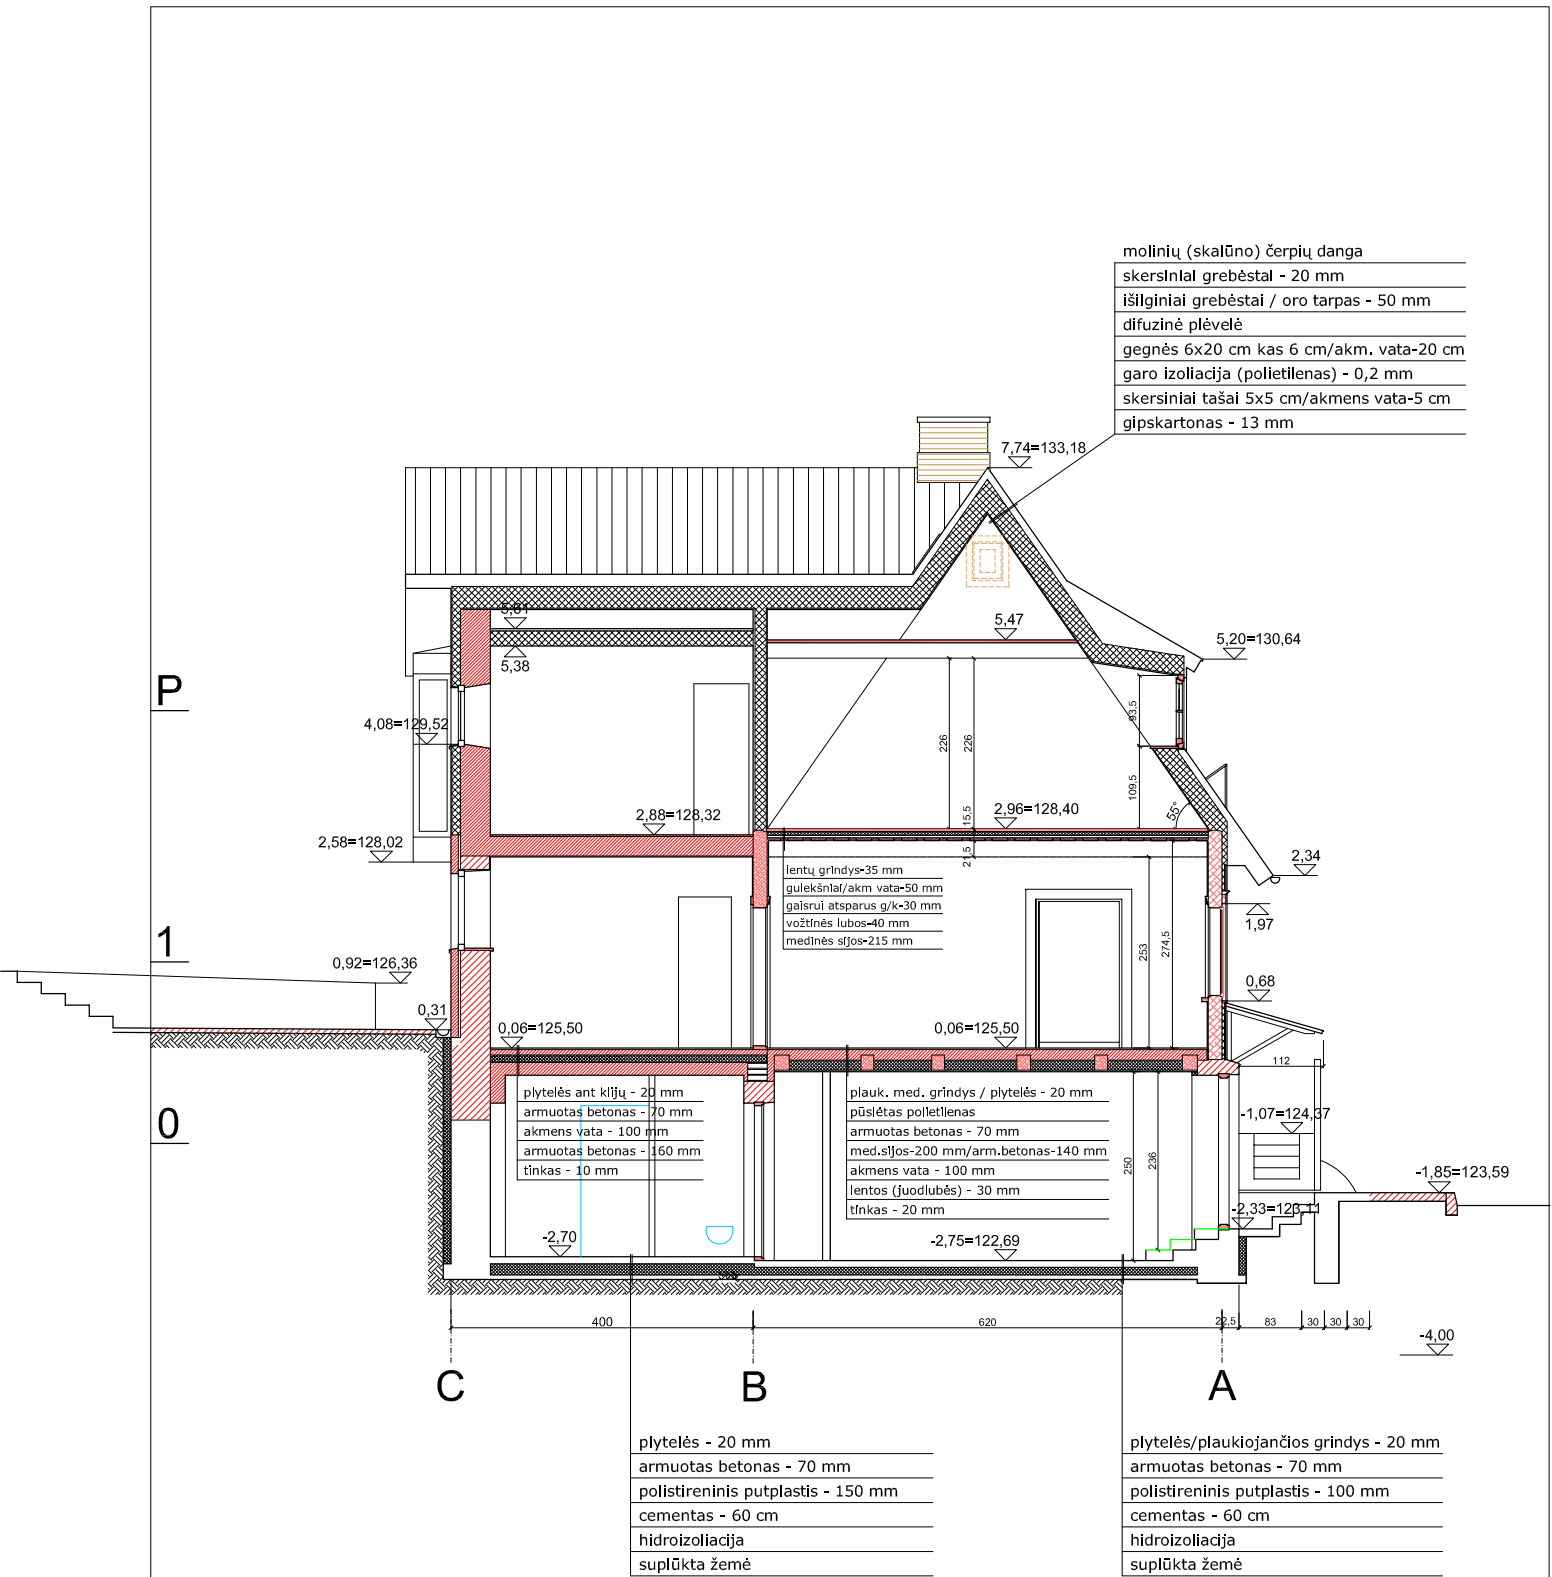 molinių (skalūno) čerpių danga
skersiniai grebėstai - 20 mm
išilginiai grebėstai / oro tarpas - 50 mm
difuzinė plėvelė
gegnės 6x20 cm kas 6 cm/akm. vata-20 cm
garo izoliacija (polietilenas) - 0,2 mm
skersiniai tašai 5x5 cm/akmens vata-5 cm
gipskartonas - 13 mm
7,74=133,18
5,61
5,47
5,20=130,64
5,38
P
4,08=129,52
93,5
226
226
109,5
55°
15,5
2,88=128,32
2,96=128,40
2,58=128,02
21,5
2,34
lentų grindys-35 mm
gulekšniai/akm vata-50 mm
gaisrui atsparus g/k-30 mm
vožtinės lubos-40 mm
medinės sijos-215 mm
1,97
253
274,5
1
0,92=126,36
0,68
0,31
0,06=125,50
0,06=125,50
112
plytelės ant klijų - 20 mm
armuotas betonas - 70 mm
akmens vata - 100 mm
armuotas betonas - 160 mm
tinkas - 10 mm
plauk. med. grindys / plytelės - 20 mm
pūslėtas polietilenas
armuotas betonas - 70 mm
med.sijos-200 mm/arm.betonas-140 mm
akmens vata - 100 mm
lentos (juodlubės) - 30 mm
tinkas - 20 mm
250
236
0
-1,07=124,37
-1,85=123,59
-2,33=123,11
-2,70
-2,75=122,69
400
620
22,5
83
30
30
30
-4,00
C
B
A
plytelės - 20 mm
armuotas betonas - 70 mm
polistireninis putplastis - 150 mm
cementas - 60 cm
hidroizoliacija
suplūkta žemė
plytelės/plaukiojančios grindys - 20 mm
armuotas betonas - 70 mm
polistireninis putplastis - 100 mm
cementas - 60 cm
hidroizoliacija
suplūkta žemė